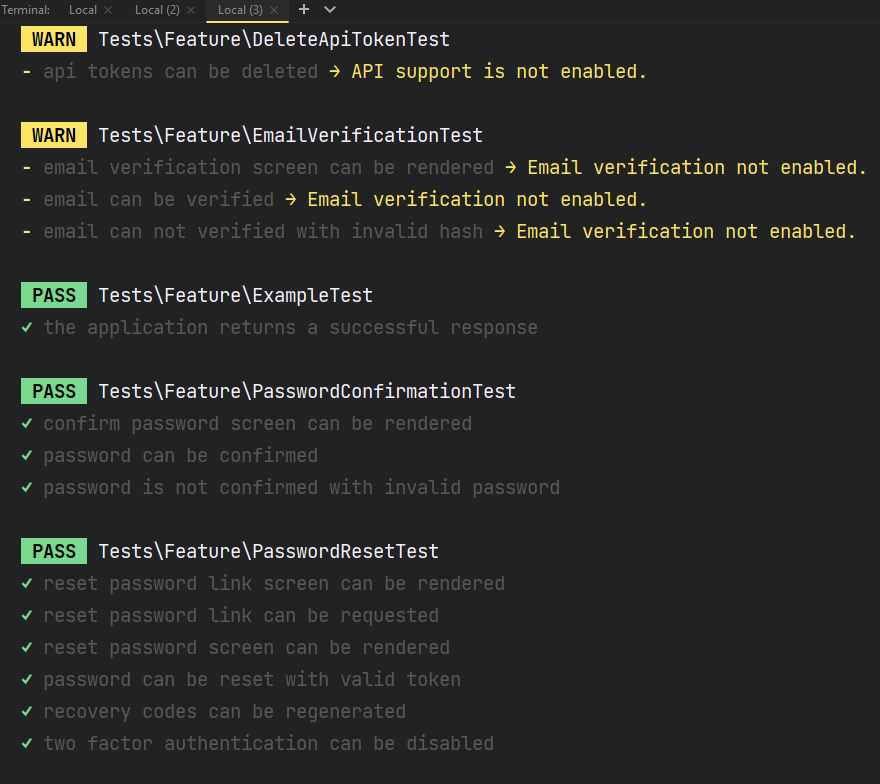 Terminal: Local × Local (2) × Local (3) × +
WARN Tests\Feature\DeleteApiTokenTest
- api tokens can be deleted → API support is not enabled.
WARN Tests\Feature\EmailVerificationTest
- email verification screen can be rendered → Email verification not enabled.
- email can be verified → Email verification not enabled.
- email can not verified with invalid hash → Email verification not enabled.
PASS Tests\Feature\ExampleTest
✓ the application returns a successful response
PASS Tests\Feature\PasswordConfirmationTest
✓ confirm password screen can be rendered
✓ password can be confirmed
✓ password is not confirmed with invalid password
PASS Tests\Feature\PasswordResetTest
✓ reset password link screen can be rendered
✓ reset password link can be requested
✓ reset password screen can be rendered
✓ password can be reset with valid token
✓ recovery codes can be regenerated
✓ two factor authentication can be disabled